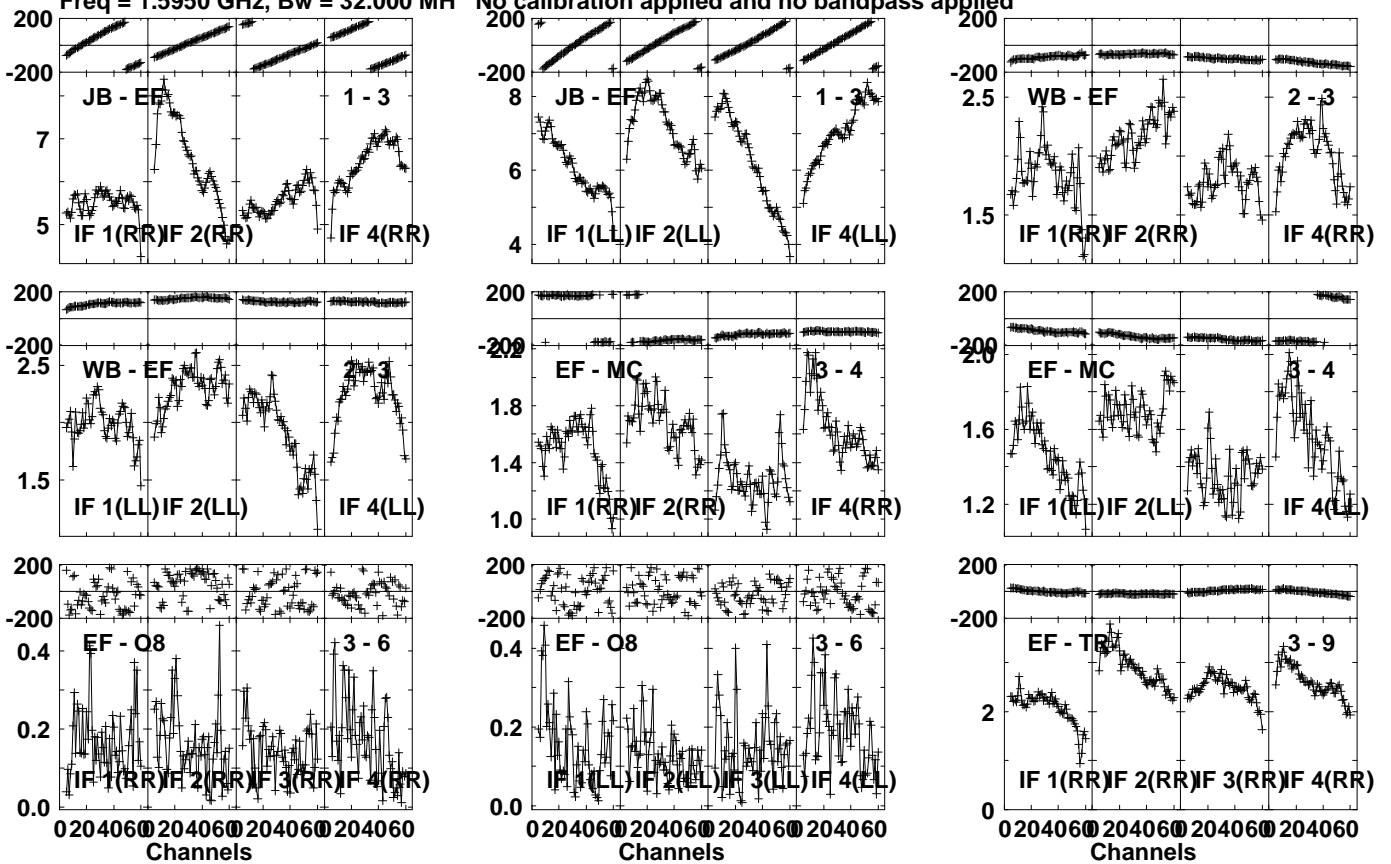 Freq = 1.5950 GHz, Bw = 32.000 MH No calibration applied and no bandpass applied
200
-200
JB - EF 1 - 3
7
5
IF 1(RR) IF 2(RR) IF 4(RR)
JB - EF 1 - 3
8
6
4
IF 1(LL) IF 2(LL) IF 4(LL)
200
-200
WB - EF 2 - 3
2.5
1.5
IF 1(RR) IF 2(RR) IF 4(RR)
200
-200
WB - EF 2 - 3
2.5
1.5
IF 1(LL) IF 2(LL) IF 4(LL)
200
-200
2.2
EF - MC 3 - 4
1.8
1.4
1.0
IF 1(RR) IF 2(RR) IF 4(RR)
200
-200
2.0
EF - MC 3 - 4
1.6
1.2
IF 1(LL) IF 2(LL) IF 4(LL)
200
-200
EF - O8 3 - 6
0.4
0.2
0.0
IF 1(RR) IF 2(RR) IF 3(RR) IF 4(RR)
0 20 40 60 0 20 40 60 0 20 40 60 0 20 40 60
Channels
200
-200
EF - O8 3 - 6
0.4
0.2
0.0
IF 1(LL) IF 2(LL) IF 3(LL) IF 4(LL)
0 20 40 60 0 20 40 60 0 20 40 60 0 20 40 60
Channels
200
-200
EF - TR 3 - 9
2
0
IF 1(RR) IF 2(RR) IF 3(RR) IF 4(RR)
0 20 40 60 0 20 40 60 0 20 40 60 0 20 40 60
Channels